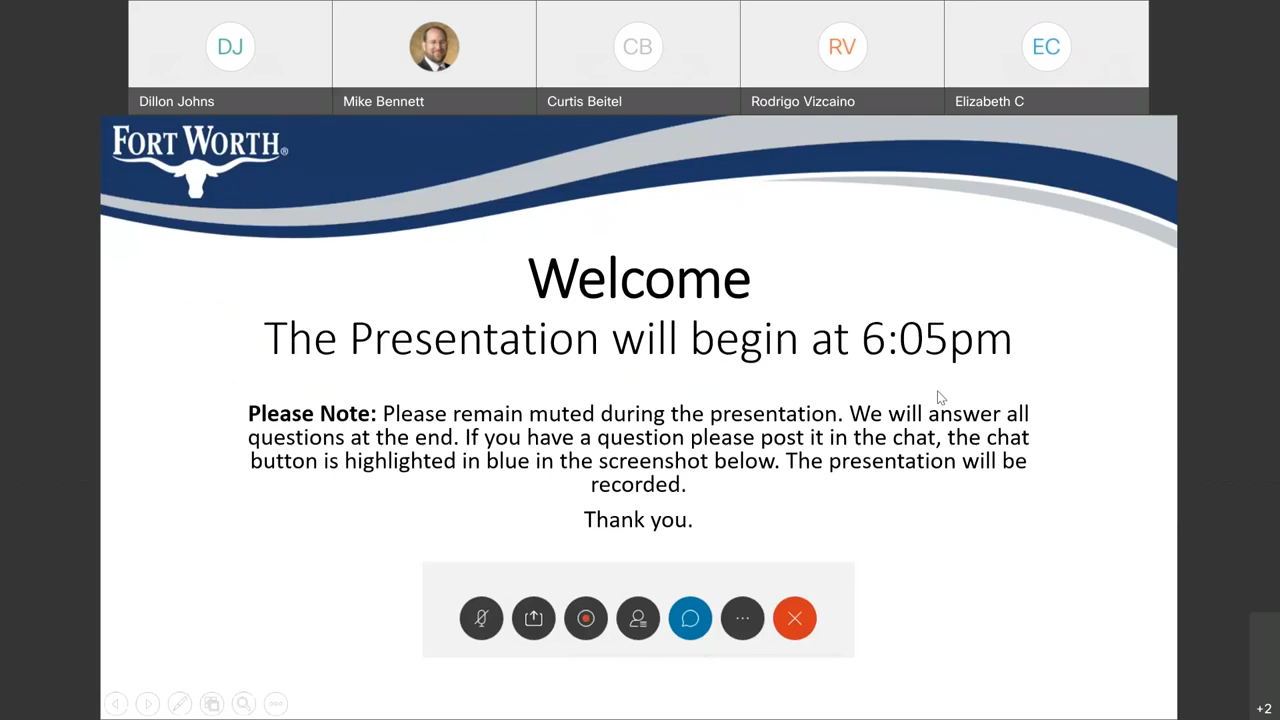 DJ
CB
RV
EC
Dillon Johns
Mike Bennett
Curtis Beitel
Rodrigo Vizcaino
Elizabeth C
FORT WORTH®
Welcome
The Presentation will begin at 6:05pm
Please Note: Please remain muted during the presentation. We will answer all
questions at the end. If you have a question please post it in the chat, the chat
button is highlighted in blue in the screenshot below. The presentation will be
recorded.
Thank you.
+2